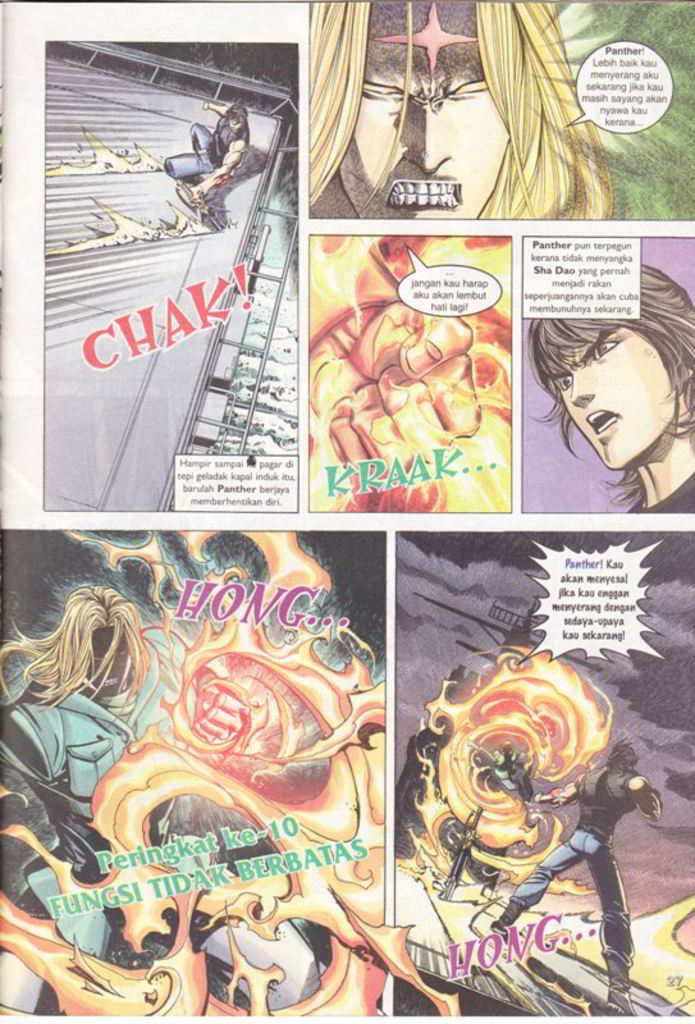 CHAK!
Hampir sampai ke pagar di
tepi geladak kapal induk itu,
barulah Panther berjaya
memberhentikan diri.
Panther!
Lebih baik kau
menyerang aku
sekarang jika kau
masih sayang akan
nyawa kau
kerana...
...
jangan kau harap
aku akan lembut
hati lagi!
KRAAK...
Panther pun terpegun
kerana tidak menyangka
Sha Dao yang pernah
menjadi rakan
seperjuangannya akan cuba
membunuhnya sekarang.
HONG...
Peringkat ke-10
FUNGSI TIDAK BERBATAS
Panther! Kau
akan menyesal
jika kau enggan
menyerang dengan
sedaya-upaya
kau sekarang!
HONG...
27